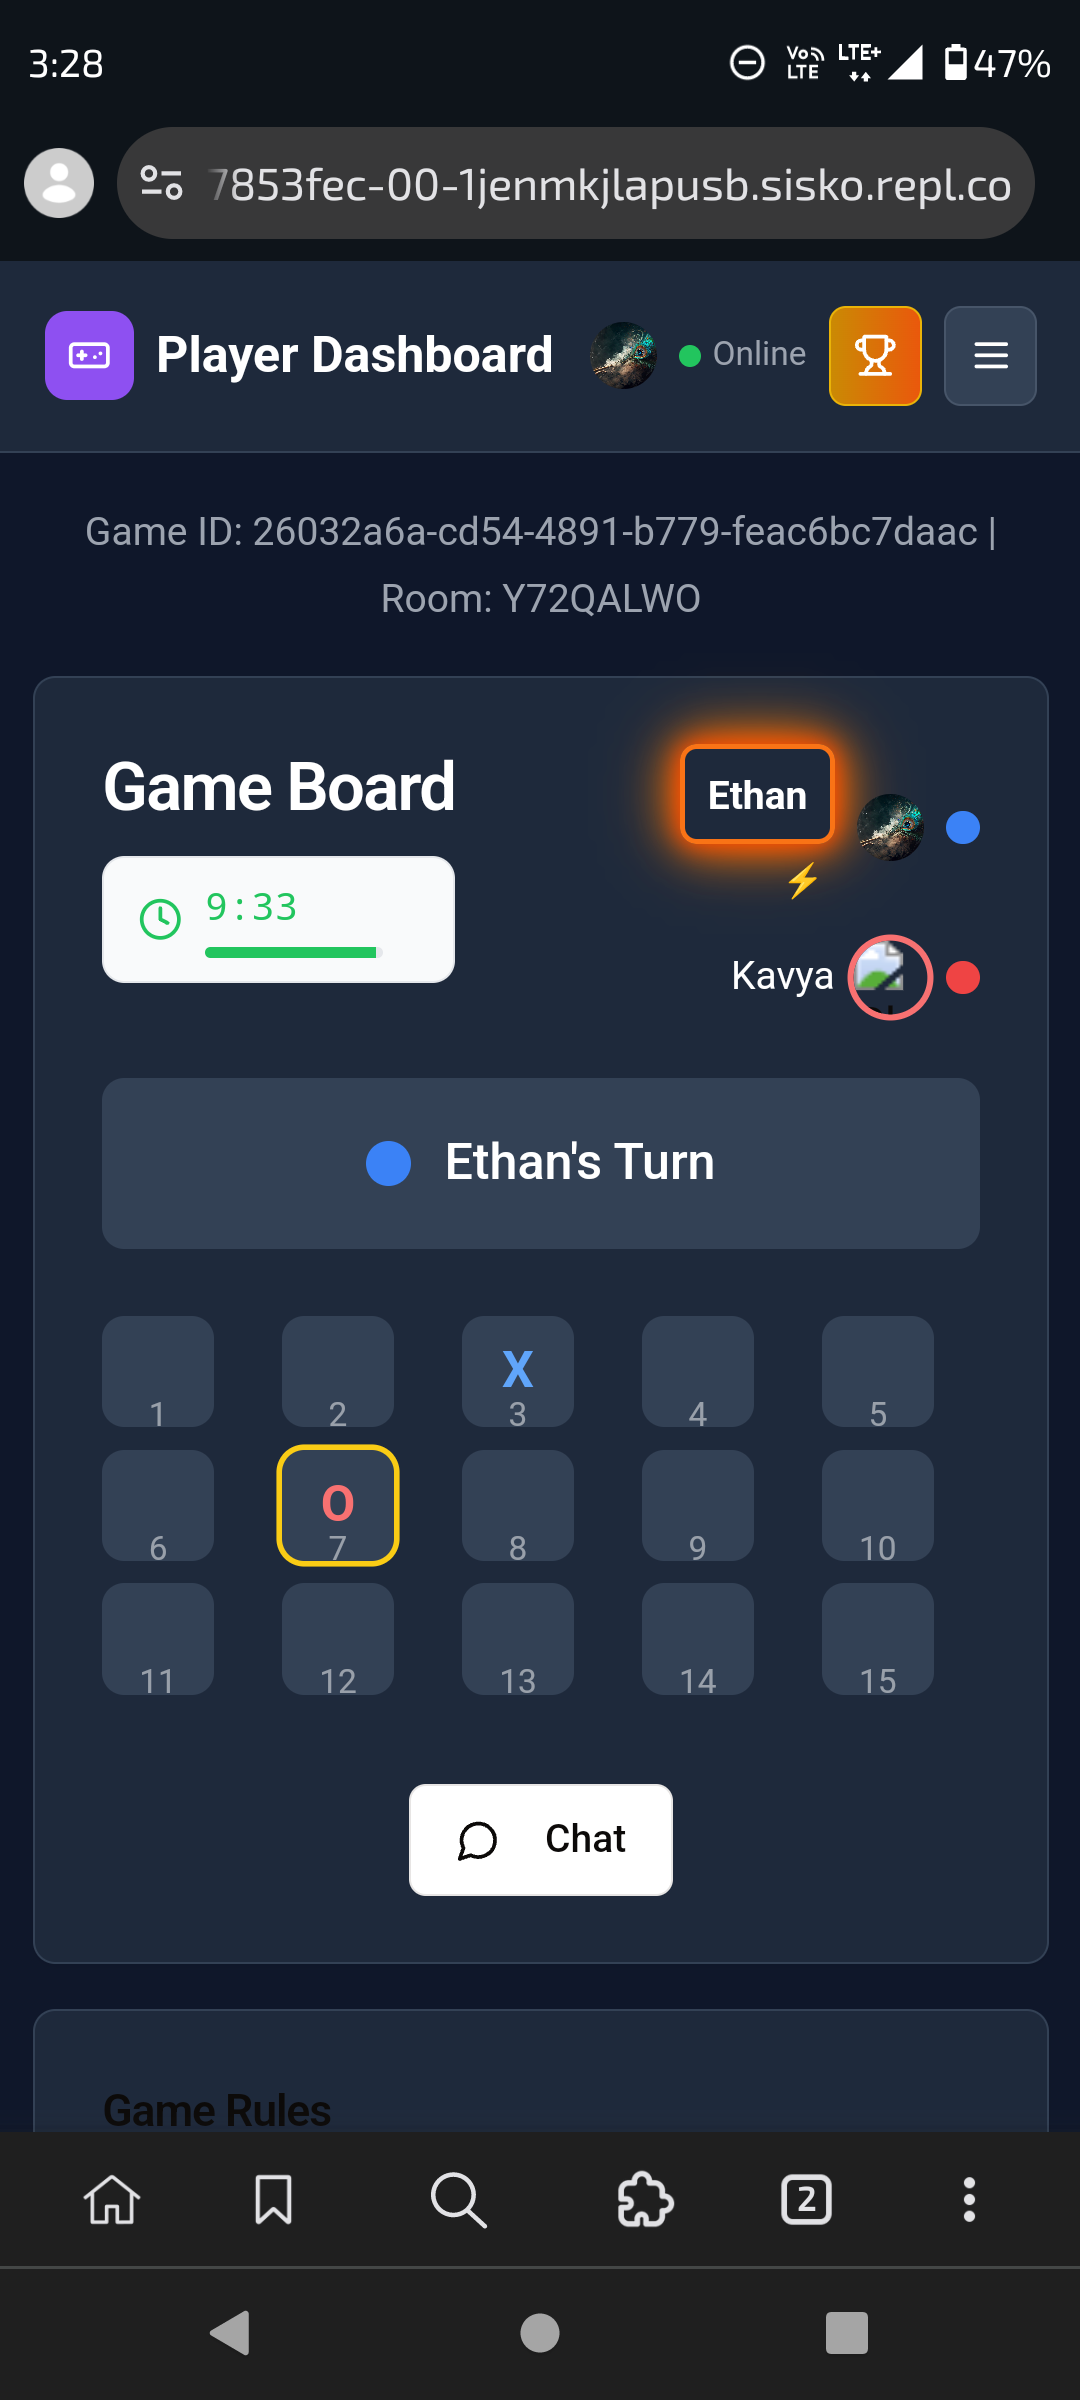 3:28
Vo LTE
LTE+
47%
7853fec-00-1jenmkjlapusb.sisko.repl.co
Player Dashboard
Online
Game ID: 26032a6a-cd54-4891-b779-feac6bc7daac |
Room: Y72QALWO
Game Board
Ethan
9:33
Kavya
Ethan's Turn
X
1 2 3 4 5
O
6 7 8 9 10
11 12 13 14 15
Chat
Game Rules
2